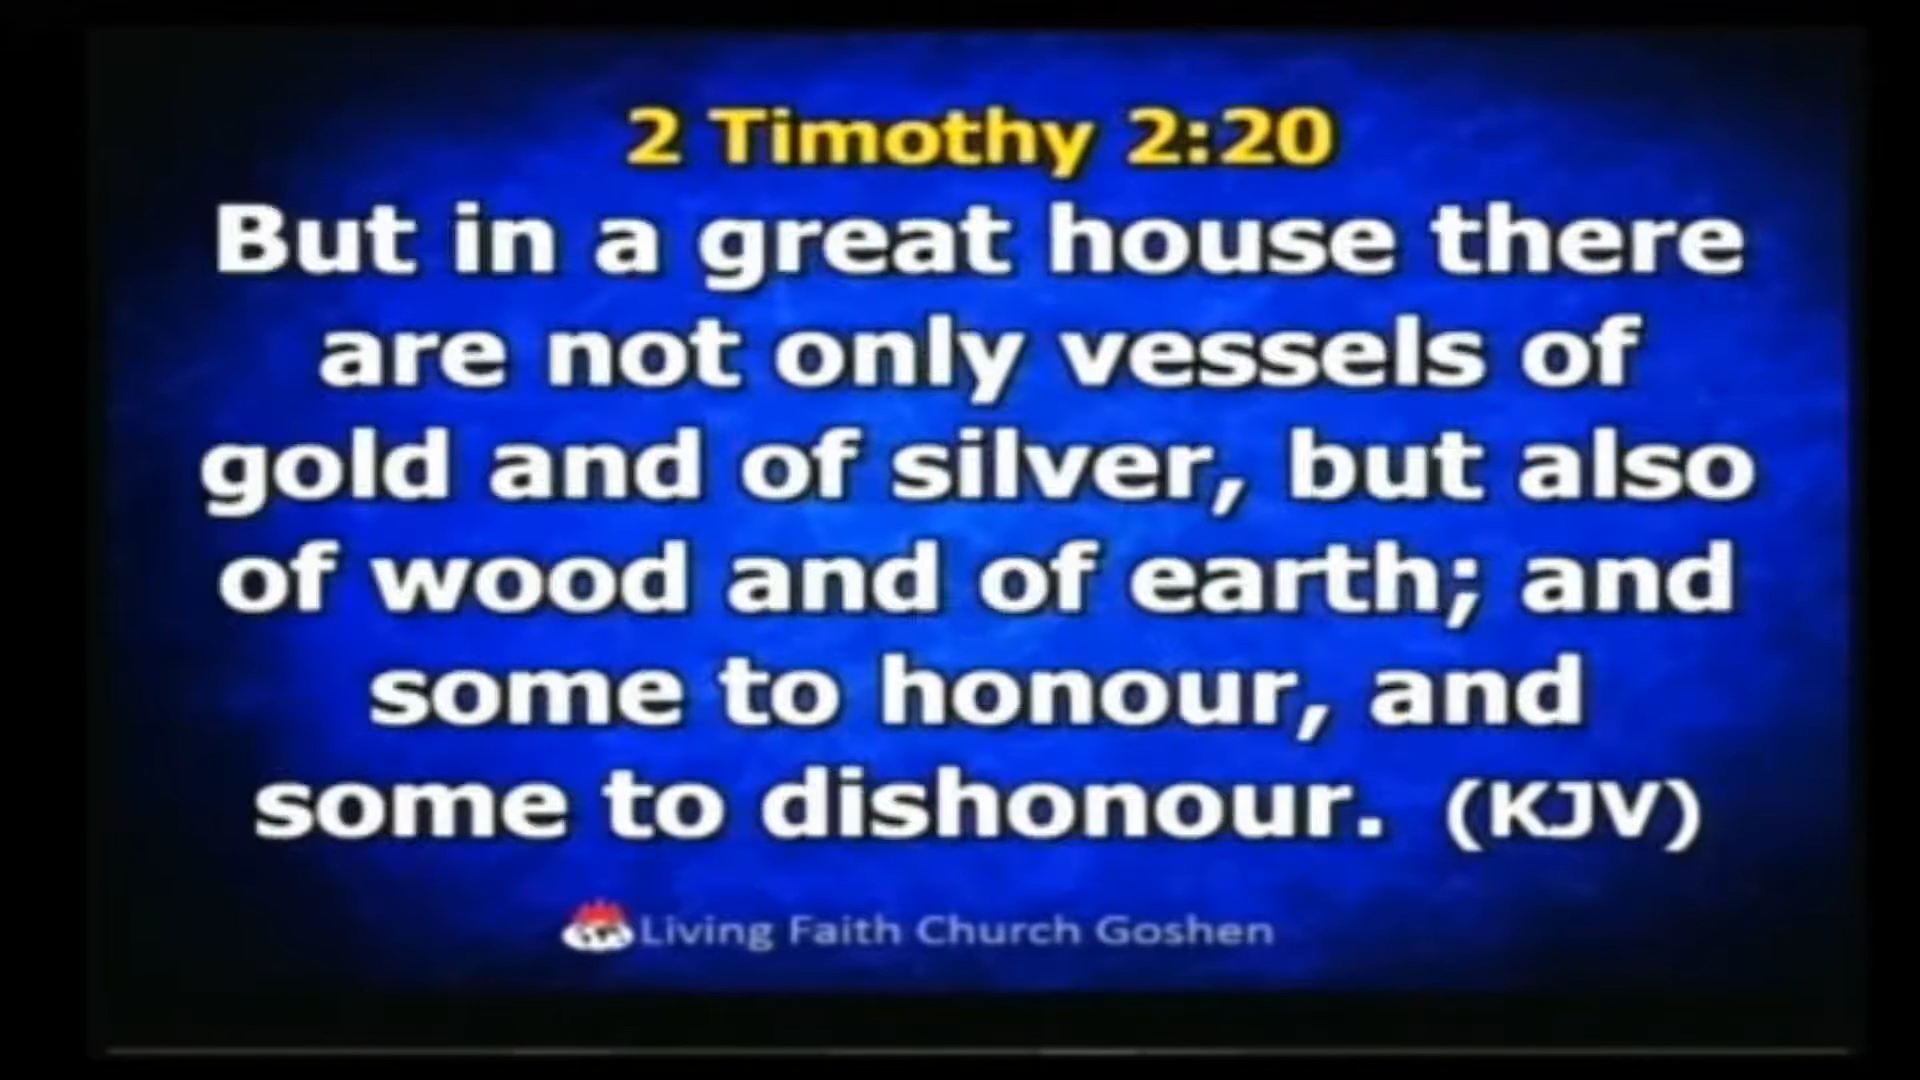 2 Timothy 2:20
But in a great house there
are not only vessels of
gold and of silver, but also
of wood and of earth; and
some to honour, and
some to dishonour. (KJV)
Living Faith Church Goshen